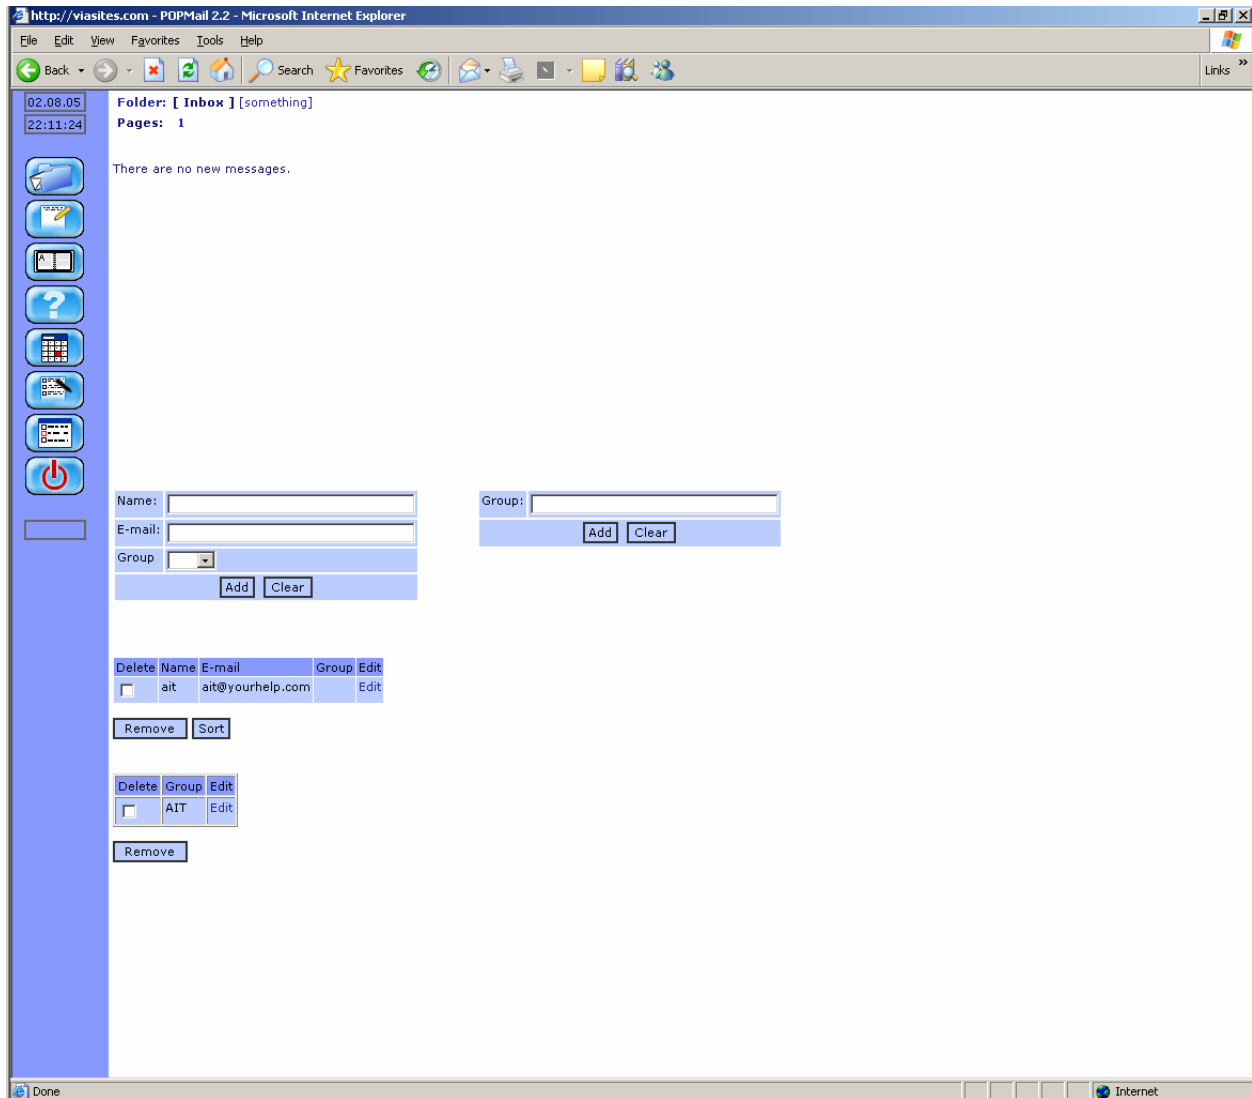 http://viasites.com - POPMail 2.2 - Microsoft Internet Explorer
File Edit View Favorites Tools Help
Back Search Favorites Links »
02.08.05
22:11:24
Folder: [ Inbox ] [something]
Pages: 1
There are no new messages.
Name:
E-mail:
Group
Add Clear
Group:
Add Clear
Delete Name E-mail Group Edit
ait ait@yourhelp.com Edit
Remove Sort
Delete Group Edit
AIT Edit
Remove
Done Internet